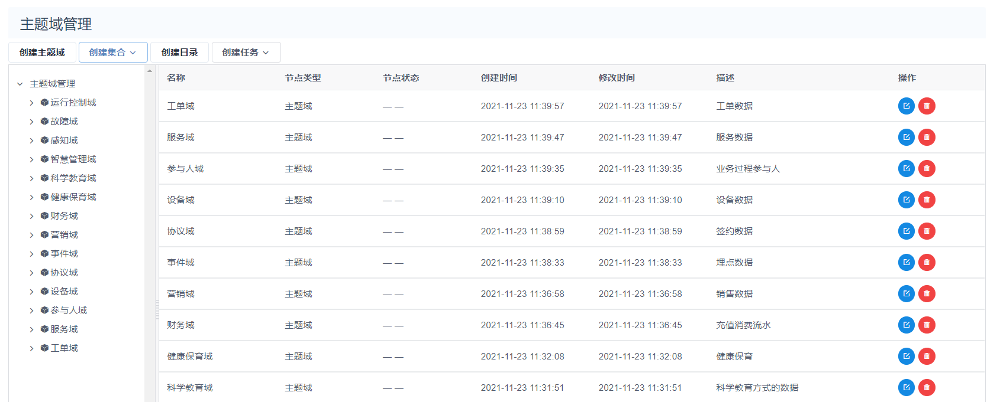 主题域管理
创建主题域 创建集合 创建目录 创建任务
主题域管理
运行控制域
故障域
感知域
智慧管理域
科学教育域
健康保育域
财务域
营销域
事件域
协议域
设备域
参与人域
服务域
工单域
名称 节点类型 节点状态 创建时间 修改时间 描述 操作
工单域 主题域 — — 2021-11-23 11:39:57 2021-11-23 11:39:57 工单数据
服务域 主题域 — — 2021-11-23 11:39:47 2021-11-23 11:39:47 服务数据
参与人域 主题域 — — 2021-11-23 11:39:35 2021-11-23 11:39:35 业务过程参与人
设备域 主题域 — — 2021-11-23 11:39:10 2021-11-23 11:39:10 设备数据
协议域 主题域 — — 2021-11-23 11:38:59 2021-11-23 11:38:59 签约数据
事件域 主题域 — — 2021-11-23 11:38:33 2021-11-23 11:38:33 埋点数据
营销域 主题域 — — 2021-11-23 11:36:58 2021-11-23 11:36:58 销售数据
财务域 主题域 — — 2021-11-23 11:36:45 2021-11-23 11:36:45 充值消费流水
健康保育域 主题域 — — 2021-11-23 11:32:08 2021-11-23 11:32:08 健康保育
科学教育域 主题域 — — 2021-11-23 11:31:51 2021-11-23 11:31:51 科学教育方式的数据